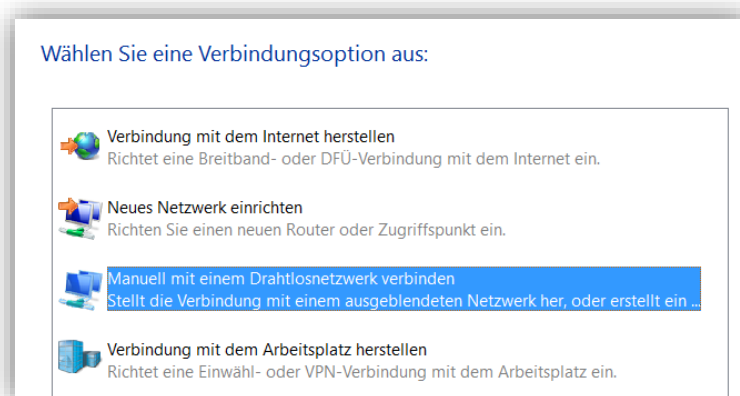 Wählen Sie eine Verbindungsoption aus:
Verbindung mit dem Internet herstellen
Richtet eine Breitband- oder DFÜ-Verbindung mit dem Internet ein.
Neues Netzwerk einrichten
Richten Sie einen neuen Router oder Zugriffspunkt ein.
Manuell mit einem Drahtlosnetzwerk verbinden
Stellt die Verbindung mit einem ausgeblendeten Netzwerk her, oder erstellt ein ...
Verbindung mit dem Arbeitsplatz herstellen
Richtet eine Einwähl- oder VPN-Verbindung mit dem Arbeitsplatz ein.